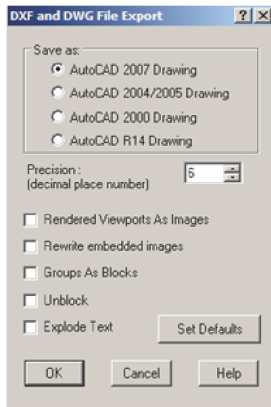 DXF and DWG File Export
Save as:
AutoCAD 2007 Drawing
AutoCAD 2004/2005 Drawing
AutoCAD 2000 Drawing
AutoCAD R14 Drawing
Precision :
(decimal place number)
6
Rendered Viewports As Images
Rewrite embedded images
Groups As Blocks
Unblock
Explode Text
Set Defaults
OK
Cancel
Help